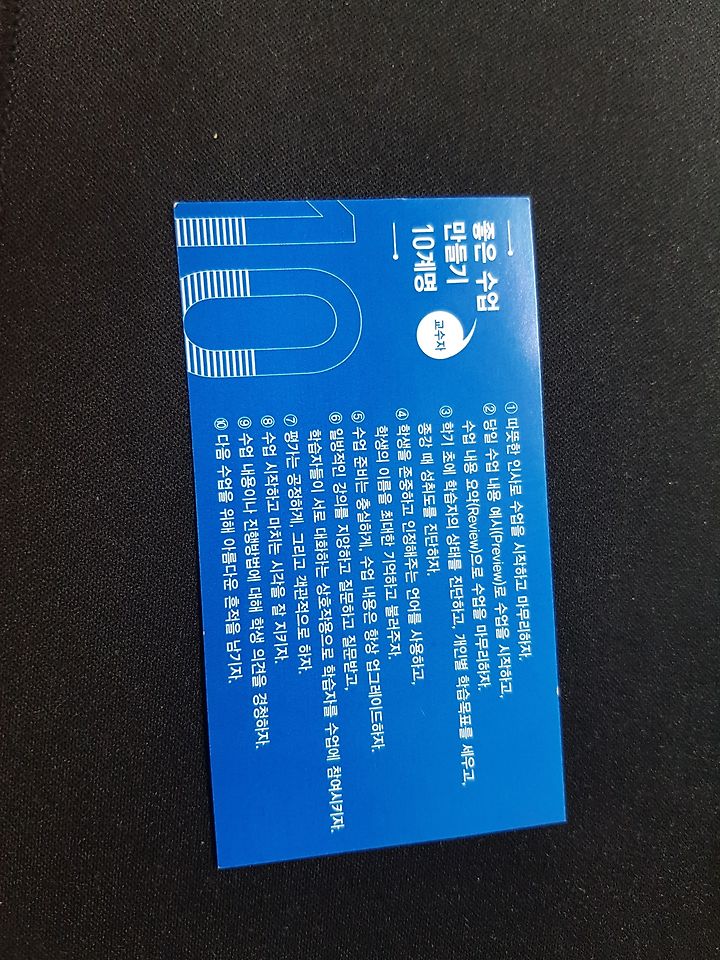 좋은 수업
만들기
10계명
교수자
10
① 따뜻한 인사로 수업을 시작하고 마무리하자.
② 당일 수업 내용 예시(Preview)로 수업을 시작하고,
수업 내용 요약(Review)으로 수업을 마무리하자.
③ 학기 초에 학습자의 상태를 진단하고, 개인별 학습목표를 세우고,
종강 때 성취도를 진단하자.
④ 학생을 존중하고 인정해주는 언어를 사용하고,
학생의 이름을 최대한 기억하고 불러주자.
⑤ 수업 준비는 충실하게, 수업 내용은 항상 업그레이드하자.
⑥ 일방적인 강의를 지양하고 질문하고 질문받고,
학습자들이 서로 대화하는 상호작용으로 학습자를 수업에 참여시키자.
⑦ 평가는 공정하게, 그리고 객관적으로 하자.
⑧ 수업 시작하고 마치는 시각을 잘 지키자.
⑨ 수업 내용이나 진행방법에 대해 학생 의견을 경청하자.
⑩ 다음 수업을 위해 아름다운 흔적을 남기자.